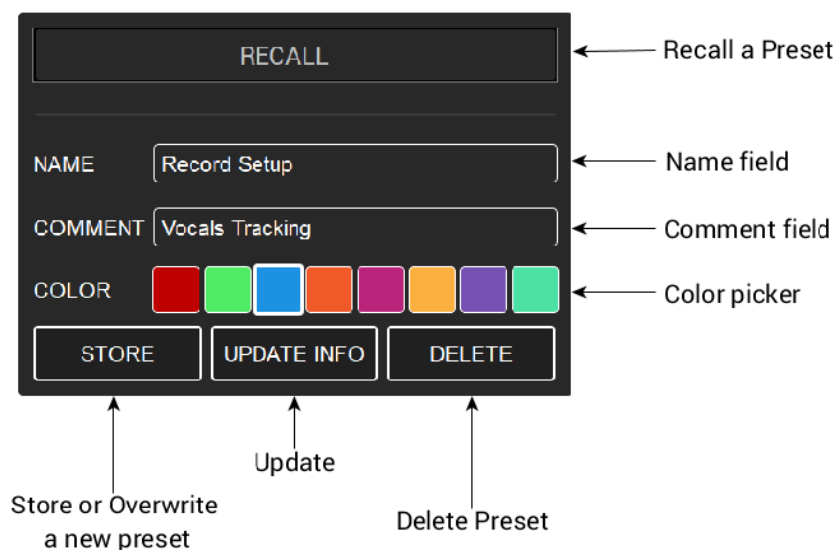 RECALL
Recall a Preset
NAME
Record Setup
Name field
COMMENT
Vocals Tracking
Comment field
COLOR
Color picker
STORE
UPDATE INFO
DELETE
Update
Store or Overwrite
a new preset
Delete Preset